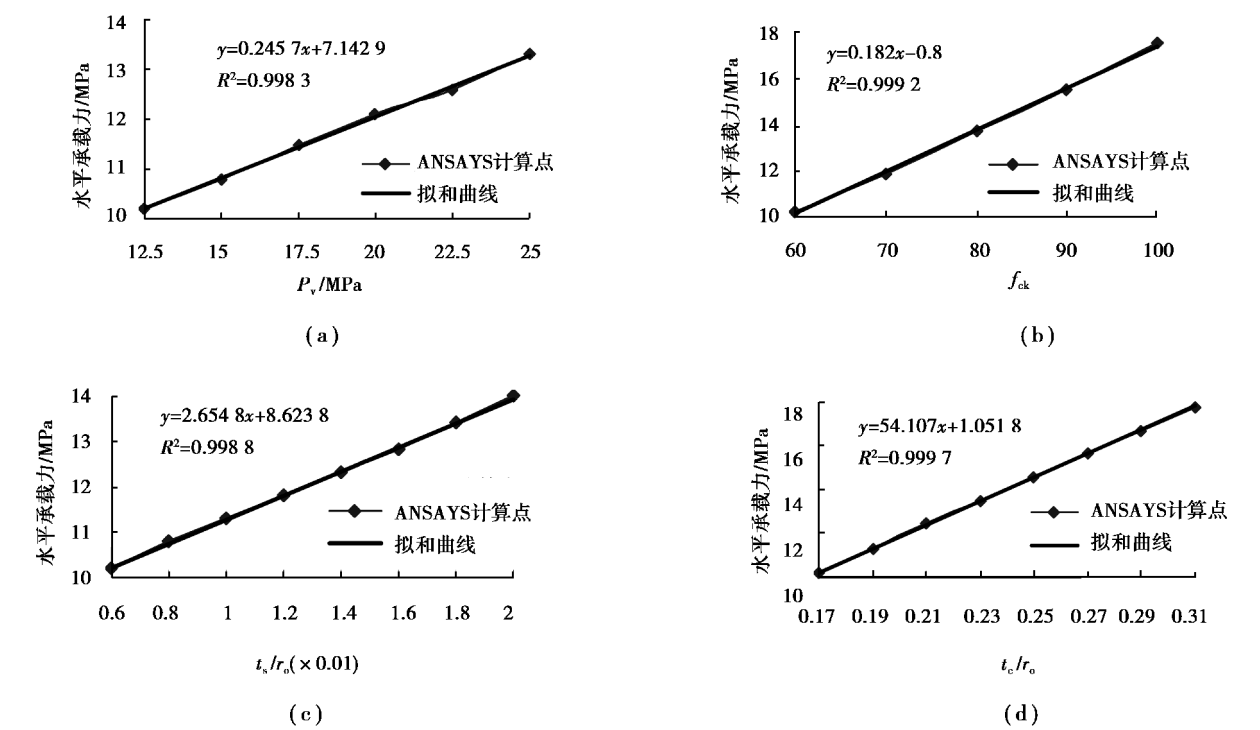 14
13
12
11
10
水平承载力/MPa
y=0.245 7x+7.142 9
R²=0.998 3
ANSAYS计算点
拟和曲线
12.5 15 17.5 20 22.5 25
Pv/MPa
(a)
18
16
14
12
10
水平承载力/MPa
y=0.182x-0.8
R²=0.999 2
ANSAYS计算点
拟和曲线
60 70 80 90 100
fck
(b)
14
13
12
11
10
水平承载力/MPa
y=2.654 8x+8.623 8
R²=0.998 8
ANSAYS计算点
拟和曲线
0.6 0.8 1 1.2 1.4 1.6 1.8 2
ts/ro(×0.01)
(c)
18
16
14
12
10
水平承载力/MPa
y=54.107x+1.051 8
R²=0.999 7
ANSAYS计算点
拟和曲线
0.17 0.19 0.21 0.23 0.25 0.27 0.29 0.31
tc/ro
(d)